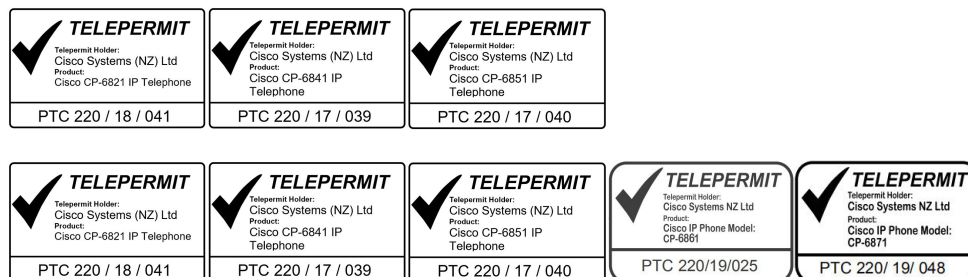 TELEPERMIT
Telepermit Holder:
Cisco Systems (NZ) Ltd
Product:
Cisco CP-6821 IP Telephone
PTC 220 / 18 / 041
TELEPERMIT
Telepermit Holder:
Cisco Systems (NZ) Ltd
Product:
Cisco CP-6841 IP
Telephone
PTC 220 / 17 / 039
TELEPERMIT
Telepermit Holder:
Cisco Systems (NZ) Ltd
Product:
Cisco CP-6851 IP
Telephone
PTC 220 / 17 / 040
TELEPERMIT
Telepermit Holder:
Cisco Systems (NZ) Ltd
Product:
Cisco CP-6821 IP Telephone
PTC 220 / 18 / 041
TELEPERMIT
Telepermit Holder:
Cisco Systems (NZ) Ltd
Product:
Cisco CP-6841 IP
Telephone
PTC 220 / 17 / 039
TELEPERMIT
Telepermit Holder:
Cisco Systems (NZ) Ltd
Product:
Cisco CP-6851 IP
Telephone
PTC 220 / 17 / 040
TELEPERMIT
Telepermit Holder:
Cisco Systems NZ Ltd
Product:
Cisco IP Phone Model:
CP-6861
PTC 220/19/025
TELEPERMIT
Telepermit Holder:
Cisco Systems NZ Ltd
Product:
Cisco IP Phone Model:
CP-6871
PTC 220/ 19/ 048